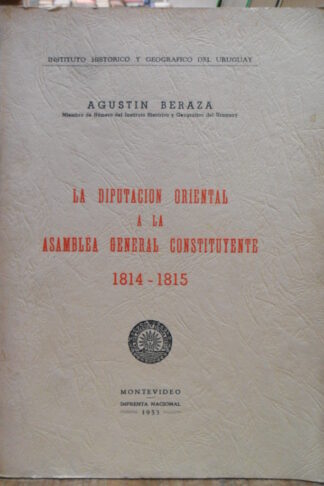 INSTITUTO HISTORICO Y GEOGRAFICO DEL URUGUAY
AGUSTIN BERAZA
Miembro de Número del Instituto Histórico y Geográfico del Uruguay
LA DIPUTACION ORIENTAL
A LA
ASAMBLEA GENERAL CONSTITUYENTE
1814 - 1815
MONTEVIDEO
IMPRENTA NACIONAL
1953